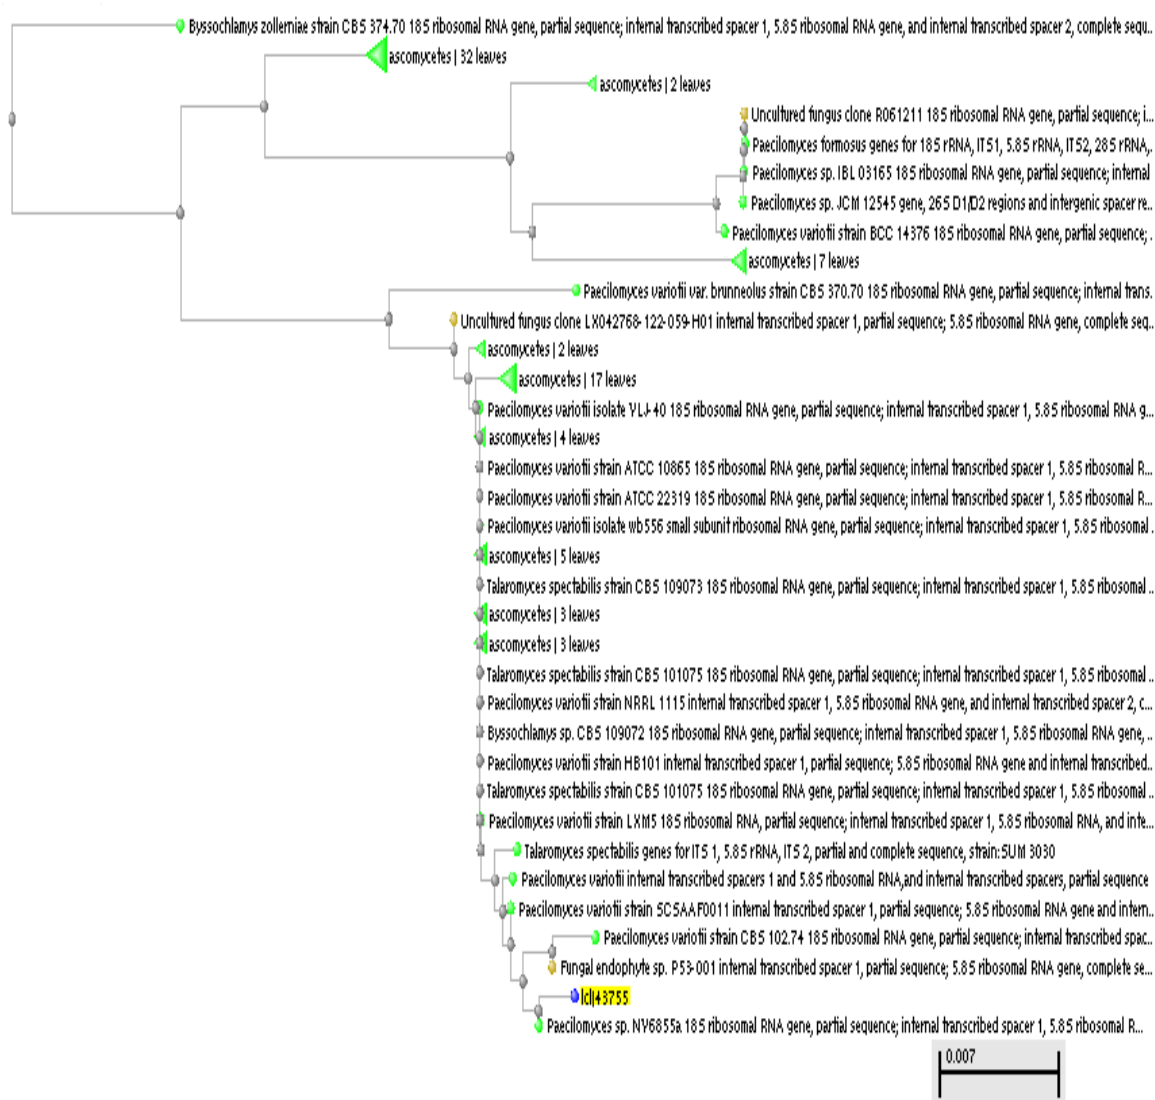 Byssochlamys zollerniae strain CBS 374.70 18S ribosomal RNA gene, partial sequence; internal transcribed spacer 1, 5.8S ribosomal RNA gene, and internal transcribed spacer 2, complete sequ..
ascomycetes | 32 leaves
ascomycetes | 2 leaves
Uncultured fungus clone R061211 18S ribosomal RNA gene, partial sequence; i...
Paecilomyces formosus genes for 18S rRNA, ITS1, 5.8S rRNA, ITS2, 28S rRNA,.
Paecilomyces sp. IBL 03165 18S ribosomal RNA gene, partial sequence; internal
Paecilomyces sp. JCM 12545 gene, 26S D1/D2 regions and intergenic spacer re..
Paecilomyces variotii strain BCC 14376 18S ribosomal RNA gene, partial sequence; .
ascomycetes | 7 leaves
Paecilomyces variotii var. brunneolus strain CBS 370.70 18S ribosomal RNA gene, partial sequence; internal trans.
Uncultured fungus clone LX042768-122-059-H01 internal transcribed spacer 1, partial sequence; 5.8S ribosomal RNA gene, complete seq..
ascomycetes | 2 leaves
ascomycetes | 17 leaves
Paecilomyces variotii isolate VLJ-40 18S ribosomal RNA gene, partial sequence; internal transcribed spacer 1, 5.8S ribosomal RNA g...
ascomycetes | 4 leaves
Paecilomyces variotii strain ATCC 10865 18S ribosomal RNA gene, partial sequence; internal transcribed spacer 1, 5.8S ribosomal R...
Paecilomyces variotii strain ATCC 22319 18S ribosomal RNA gene, partial sequence; internal transcribed spacer 1, 5.8S ribosomal R...
Paecilomyces variotii isolate wb556 small subunit ribosomal RNA gene, partial sequence; internal transcribed spacer 1, 5.8S ribosomal .
ascomycetes | 5 leaves
Talaromyces spectabilis strain CBS 109073 18S ribosomal RNA gene, partial sequence; internal transcribed spacer 1, 5.8S ribosomal ..
ascomycetes | 3 leaves
ascomycetes | 3 leaves
Talaromyces spectabilis strain CBS 101075 18S ribosomal RNA gene, partial sequence; internal transcribed spacer 1, 5.8S ribosomal ..
Paecilomyces variotii strain NRRL 1115 internal transcribed spacer 1, 5.8S ribosomal RNA gene, and internal transcribed spacer 2, c...
Byssochlamys sp. CBS 109072 18S ribosomal RNA gene, partial sequence; internal transcribed spacer 1, 5.8S ribosomal RNA gene, ..
Paecilomyces variotii strain HB101 internal transcribed spacer 1, partial sequence; 5.8S ribosomal RNA gene and internal transcribed..
Talaromyces spectabilis strain CBS 101075 18S ribosomal RNA gene, partial sequence; internal transcribed spacer 1, 5.8S ribosomal ..
Paecilomyces variotii strain LXM5 18S ribosomal RNA, partial sequence; internal transcribed spacer 1, 5.8S ribosomal RNA, and inte...
Talaromyces spectabilis genes for ITS 1, 5.8S rRNA, ITS 2, partial and complete sequence, strain:SUM 3030
Paecilomyces variotii internal transcribed spacers 1 and 5.8S ribosomal RNA,and internal transcribed spacers, partial sequence
Paecilomyces variotii strain SCSAAF0011 internal transcribed spacer 1, partial sequence; 5.8S ribosomal RNA gene and intern..
Paecilomyces variotii strain CBS 102.74 18S ribosomal RNA gene, partial sequence; internal transcribed spac..
Fungal endophyte sp. P53-001 internal transcribed spacer 1, partial sequence; 5.8S ribosomal RNA gene, complete se...
lcl|43755
Paecilomyces sp. NV6855a 18S ribosomal RNA gene, partial sequence; internal transcribed spacer 1, 5.8S ribosomal R...
0.007